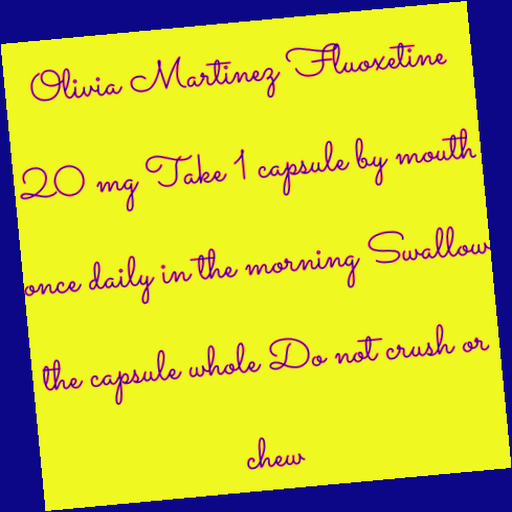 Olivia Martinez Fluoxetine
20 mg Take 1 capsule by mouth
once daily in the morning Swallow
the capsule whole Do not crush or
chew